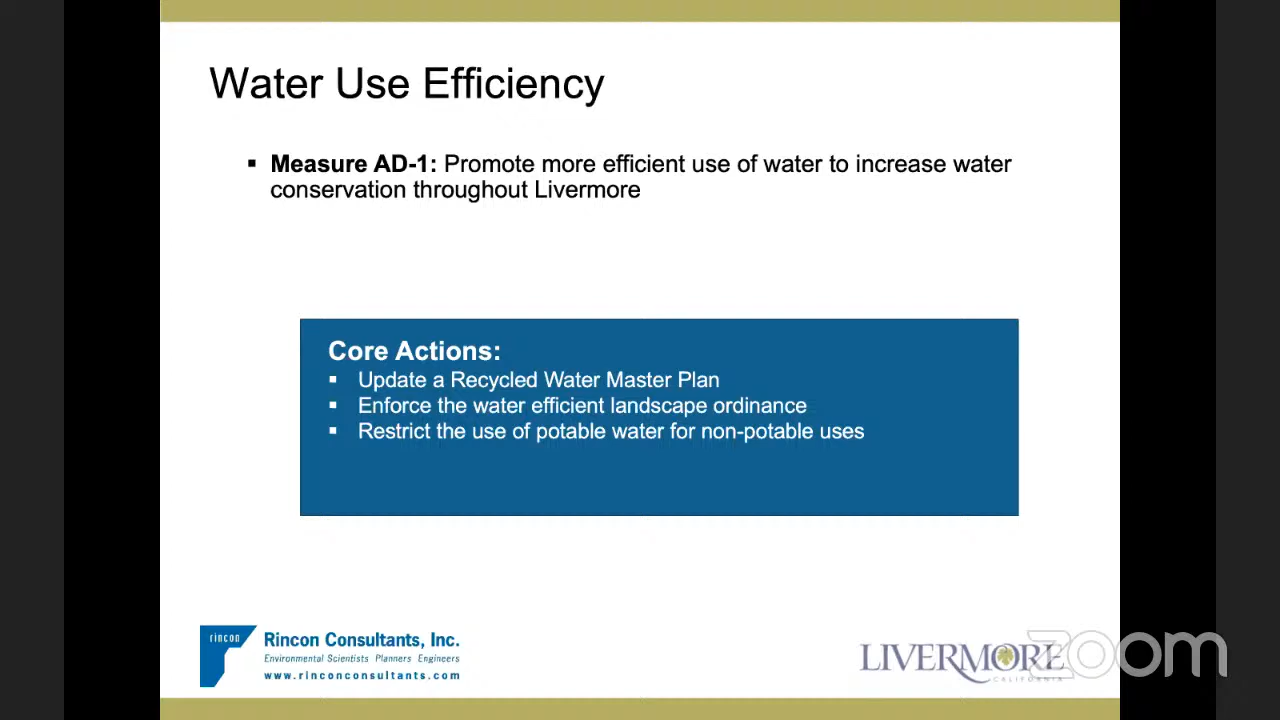 Water Use Efficiency
▪ Measure AD-1: Promote more efficient use of water to increase water
conservation throughout Livermore
Core Actions:
▪ Update a Recycled Water Master Plan
▪ Enforce the water efficient landscape ordinance
▪ Restrict the use of potable water for non-potable uses
rincon
Rincon Consultants, Inc.
Environmental Scientists Planners Engineers
www.rinconconsultants.com
LIVERMORE
CALIFORNIA
zoom